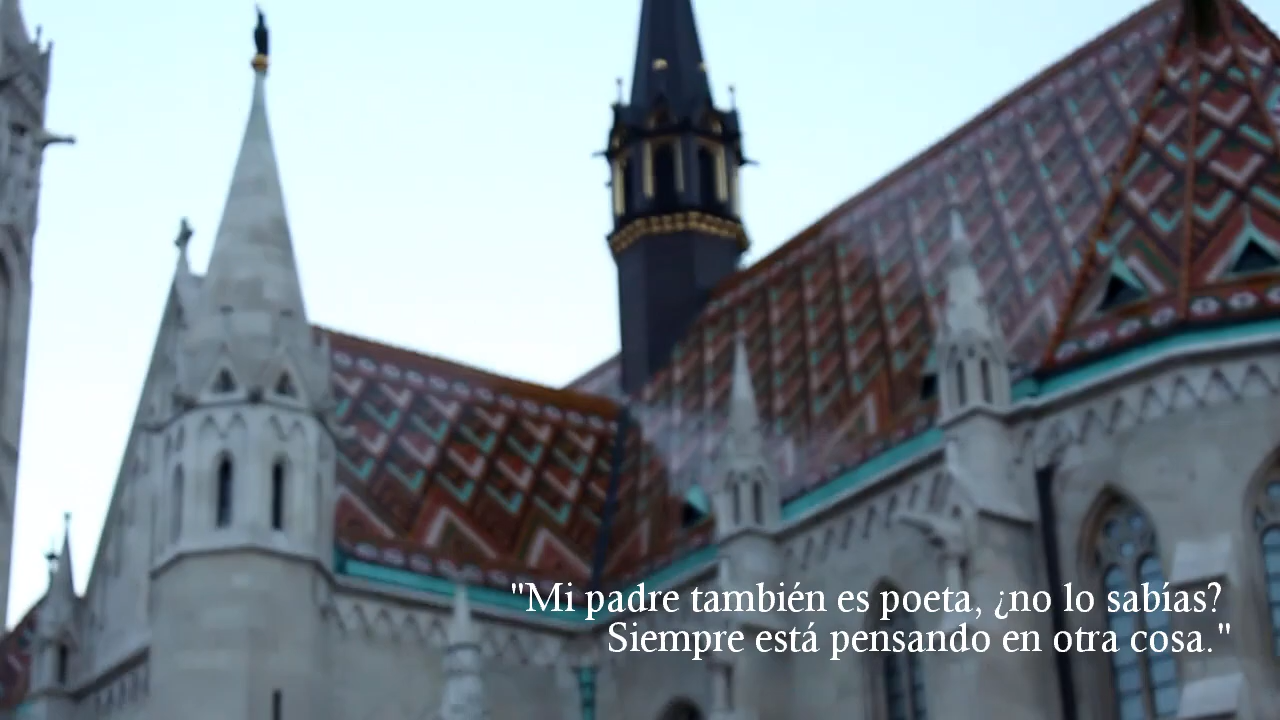 "Mi padre también es poeta, ¿no lo sabías?
Siempre está pensando en otra cosa."